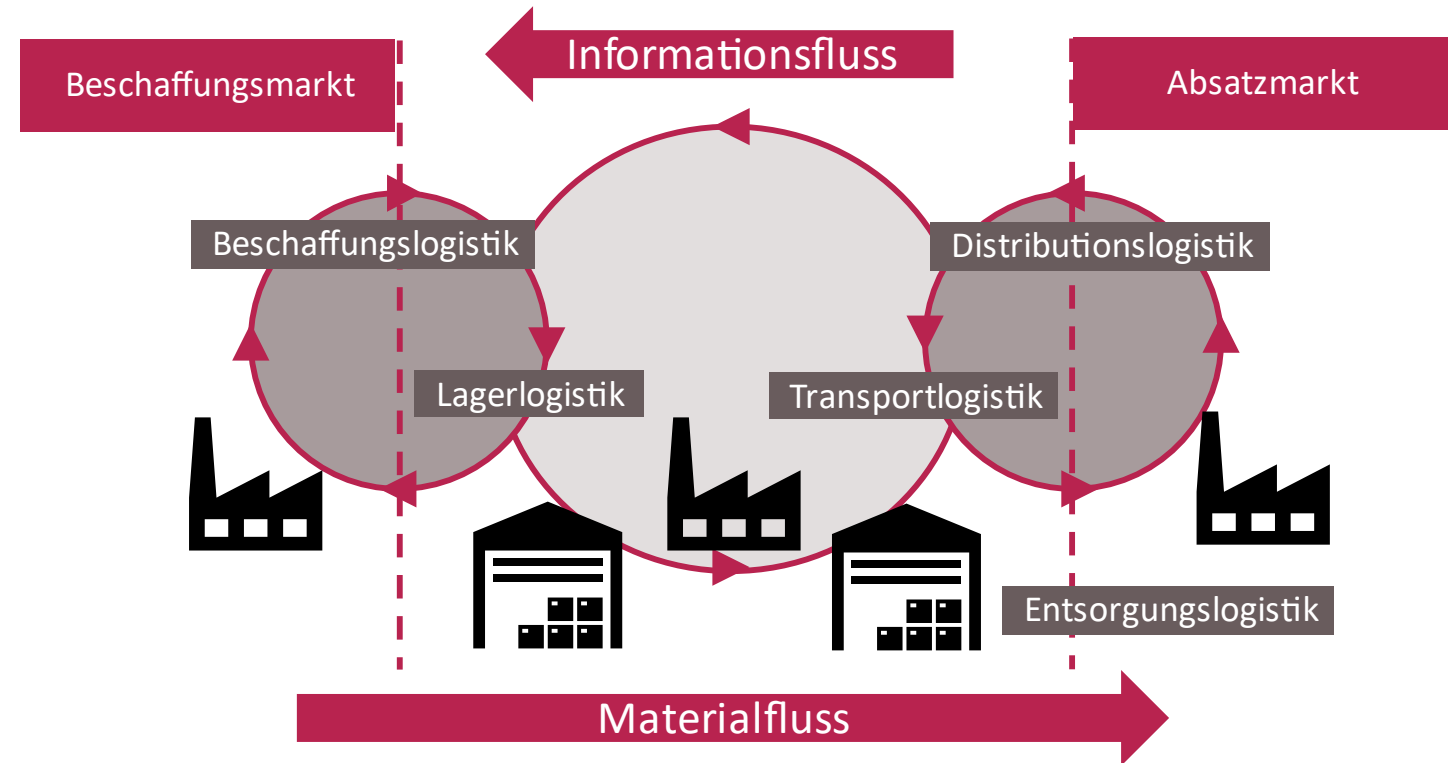 Informationsfluss
Beschaffungsmarkt
Absatzmarkt
Beschaffungslogistik
Distributionslogistik
Lagerlogistik
Transportlogistik
Entsorgungslogistik
Materialfluss